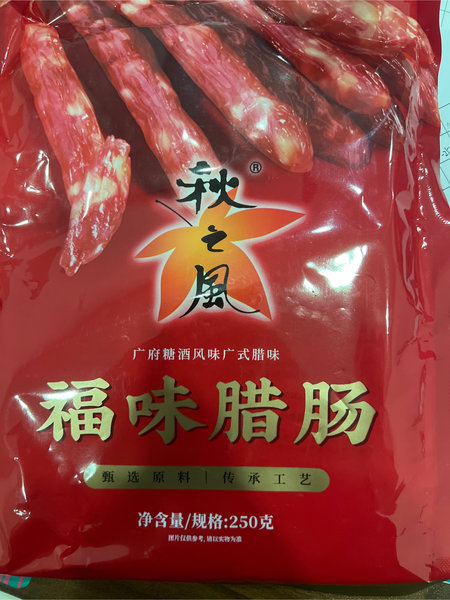 秋之風®
广府糖酒风味广式腊味
福味腊肠
甄选原料 | 传承工艺
净含量/规格:250克
图片仅供参考, 请以实物为准